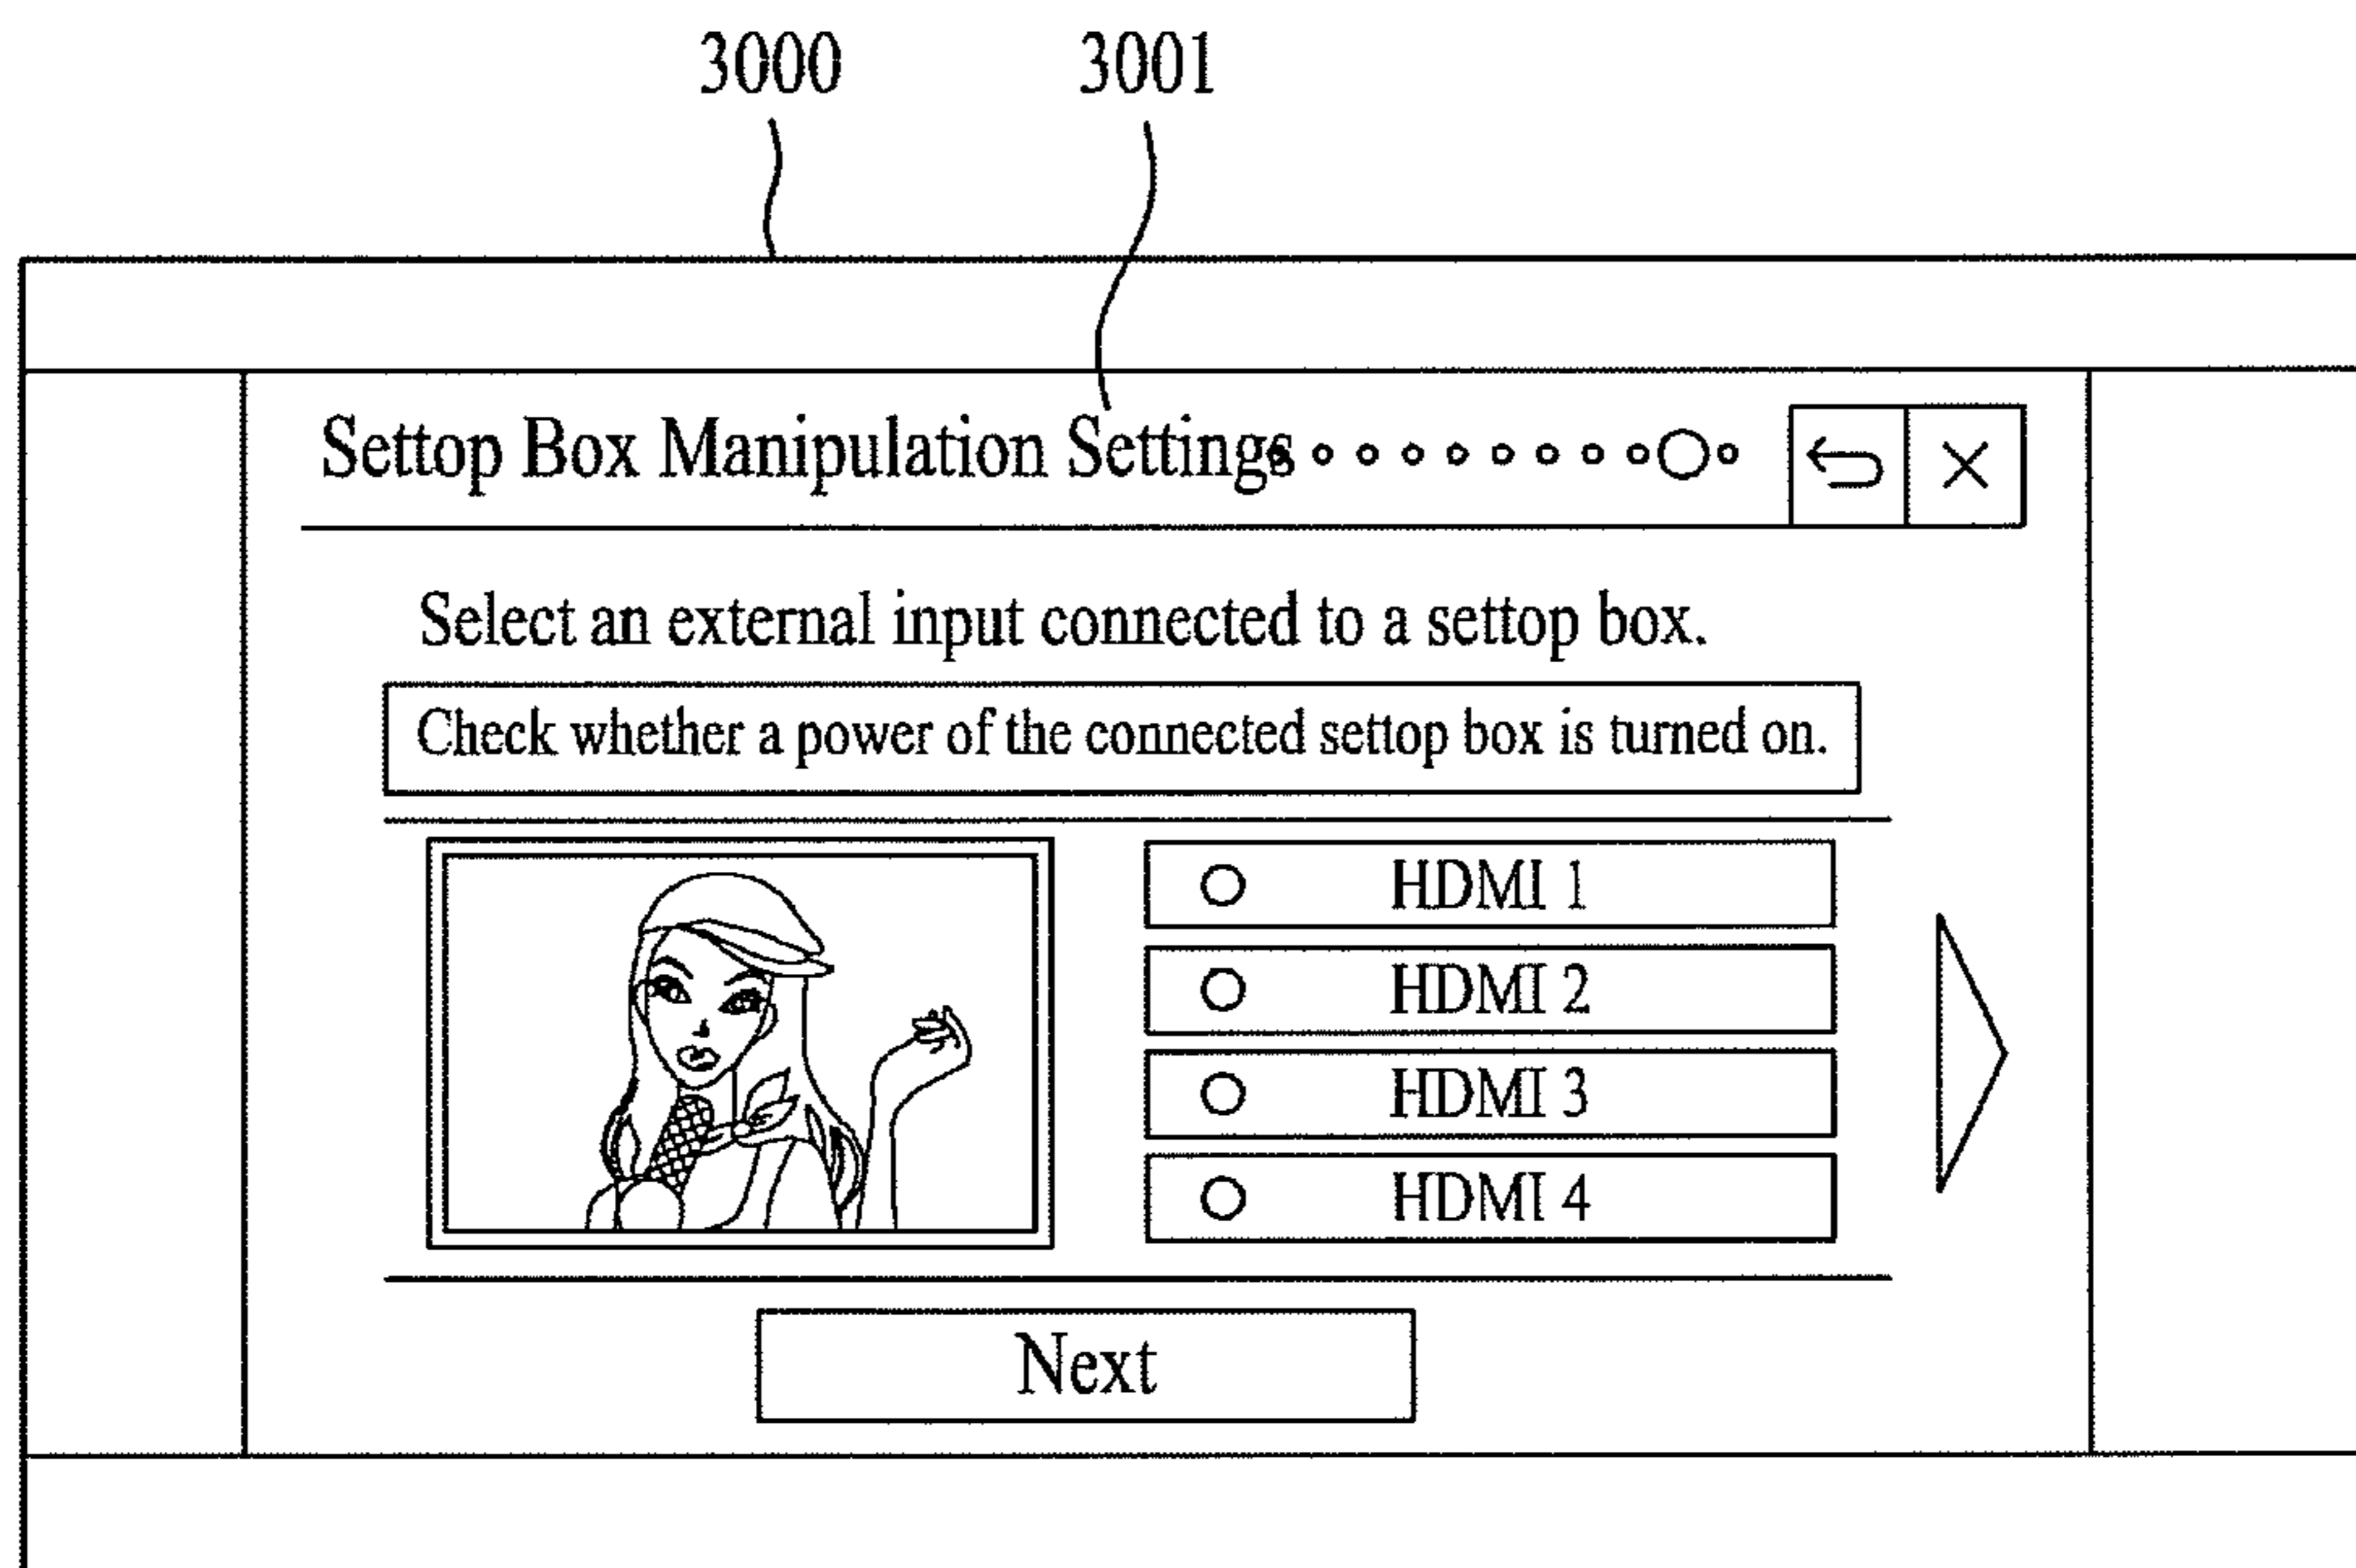 3000 3001
Settop Box Manipulation Settings
Select an external input connected to a settop box.
Check whether a power of the connected settop box is turned on.
HDMI 1
HDMI 2
HDMI 3
HDMI 4
Next